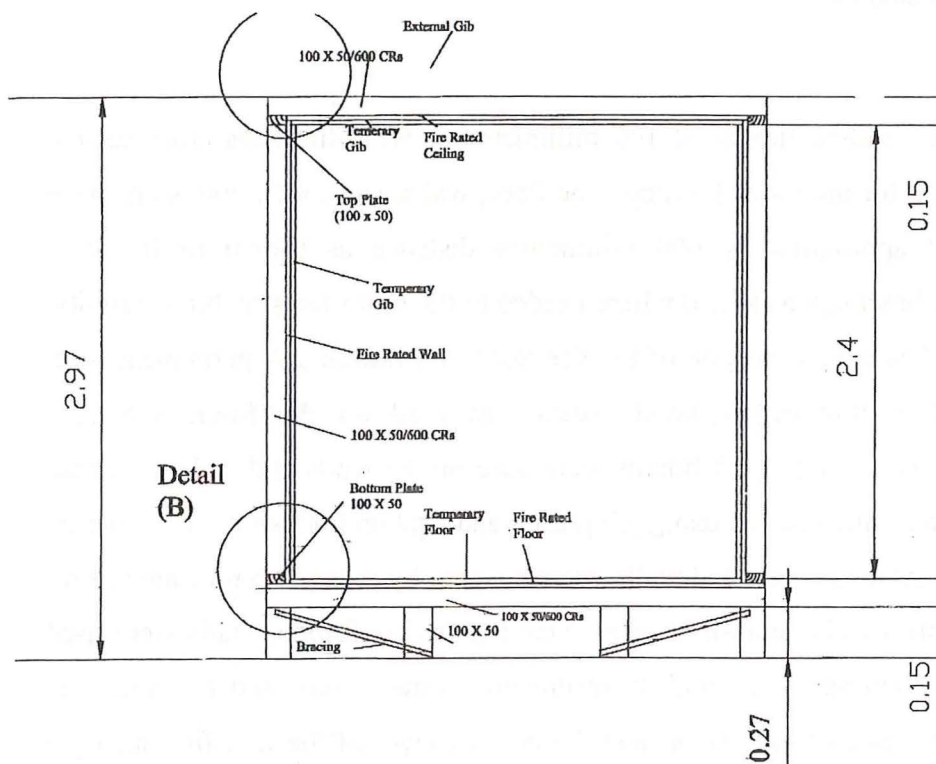 External Gib
100 X 50/600 CRs
Temerary
Gib
Fire Rated
Ceiling
Top Plate
(100 x 50)
0.15
Temperary
Gib
Fire Rated Wall
2.97
2.4
100 X 50/600 CRs
Detail
(B)
Bottom Plate
100 X 50
Temparary
Floor
Fire Rated
Floor
100 X 50/600 CRs
100 X 50
Bracing
0.15
0.27